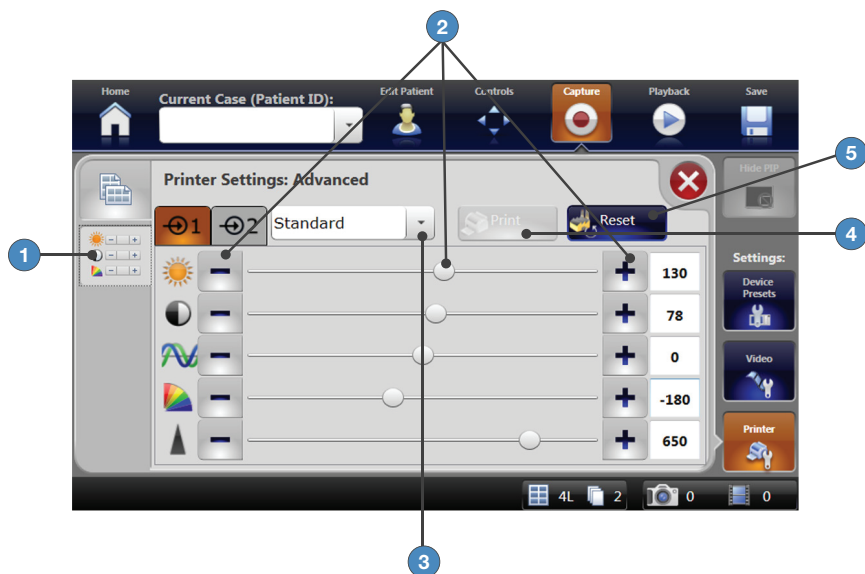 2
Home
Current Case (Patient ID):
Edit Patient
Controls
Capture
Playback
Save
5
Printer Settings: Advanced
Hide PIP
1
2
Standard
Print
Reset
4
1
130
Settings:
Device
Presets
78
0
Video
-180
650
Printer
4L
2
0
0
3